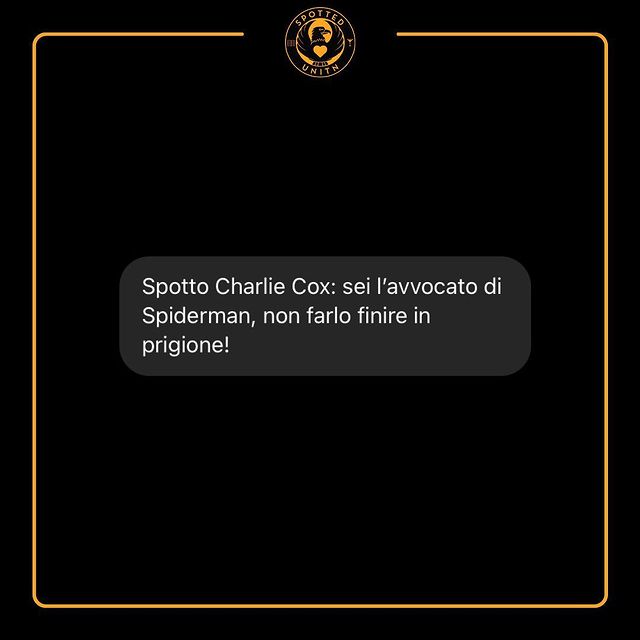 SPOTTED
UNITN
Spotto Charlie Cox: sei l’avvocato di
Spiderman, non farlo finire in
prigione!